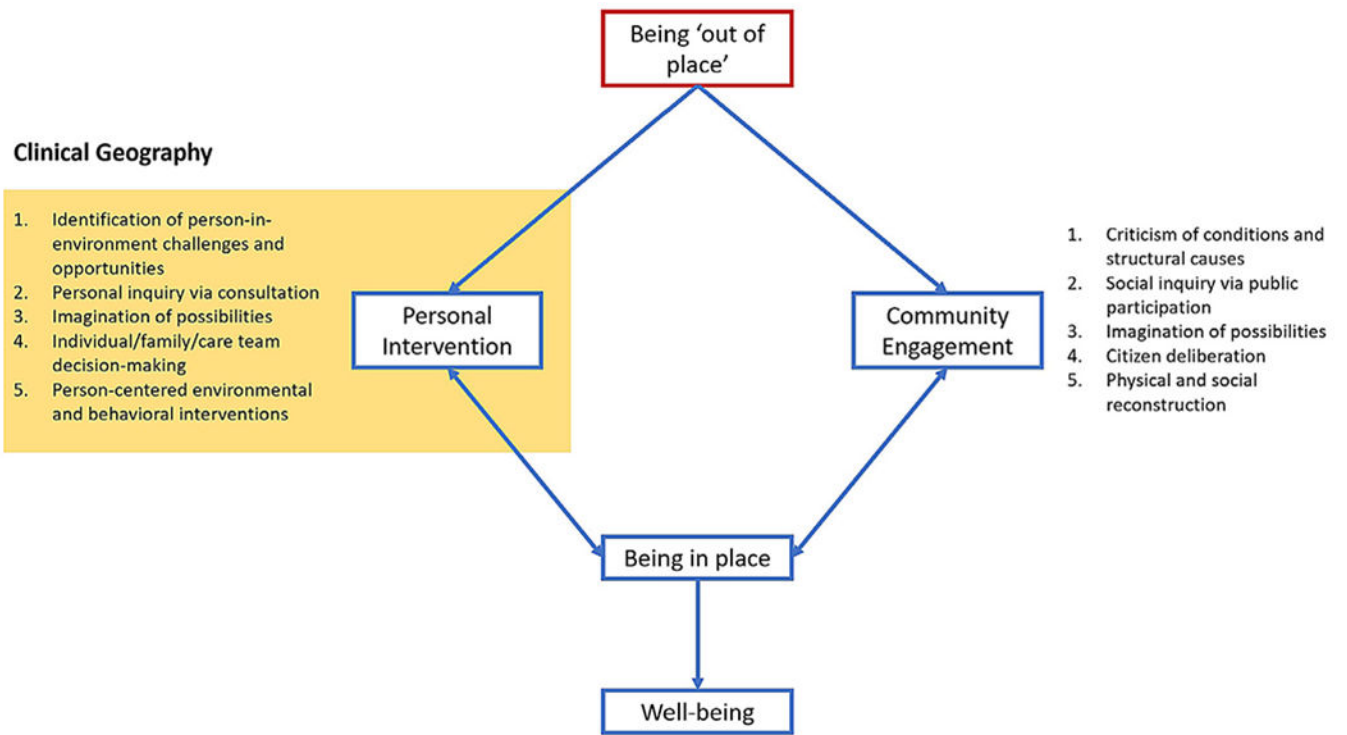 Being ‘out of
place’
Clinical Geography
1. Identification of person-in-
environment challenges and
opportunities
2. Personal inquiry via consultation
3. Imagination of possibilities
4. Individual/family/care team
decision-making
5. Person-centered environmental
and behavioral interventions
Personal
Intervention
Community
Engagement
1. Criticism of conditions and
structural causes
2. Social inquiry via public
participation
3. Imagination of possibilities
4. Citizen deliberation
5. Physical and social
reconstruction
Being in place
Well-being